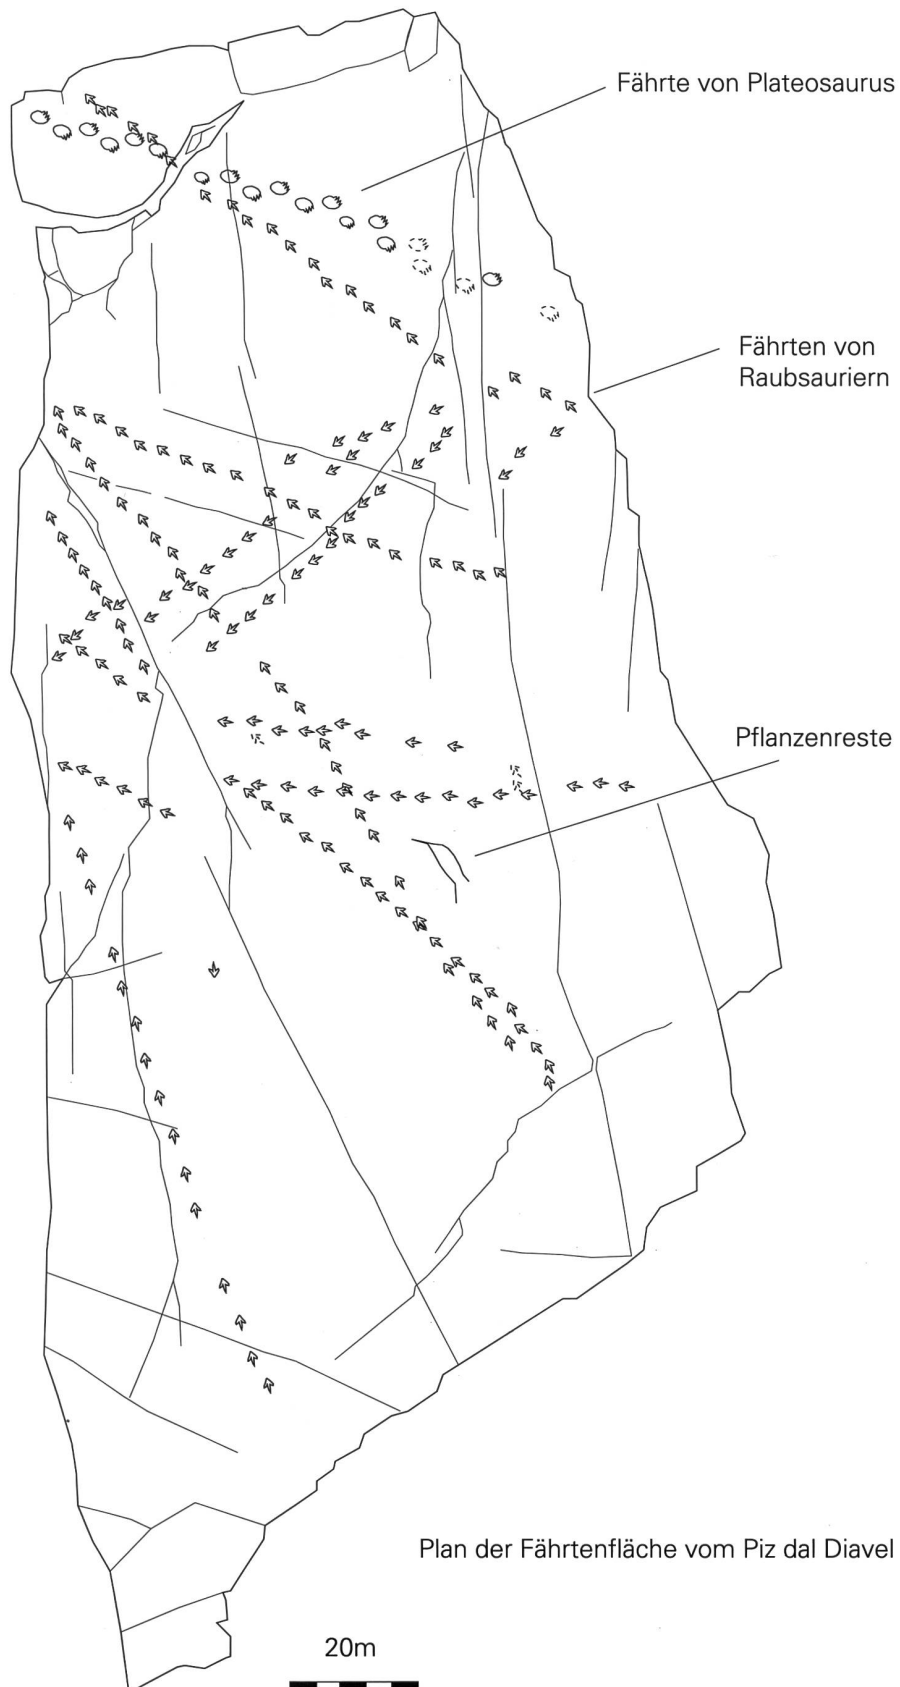 Fährte von Plateosaurus
Fährten von
Raubsauriern
Pflanzenreste
Plan der Fährtenfläche vom Piz dal Diavel
20m